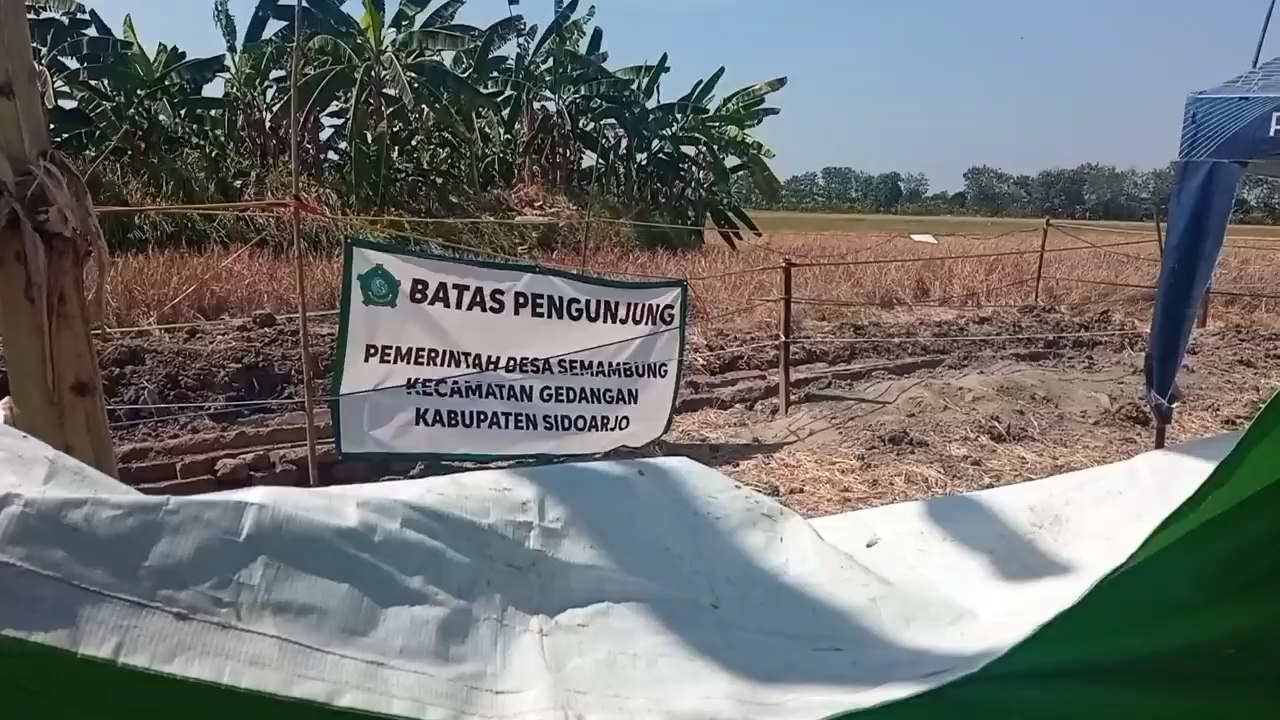 BATAS PENGUNJUNG
PEMERINTAH DESA SEMAMBUNG
KECAMATAN GEDANGAN
KABUPATEN SIDOARJO